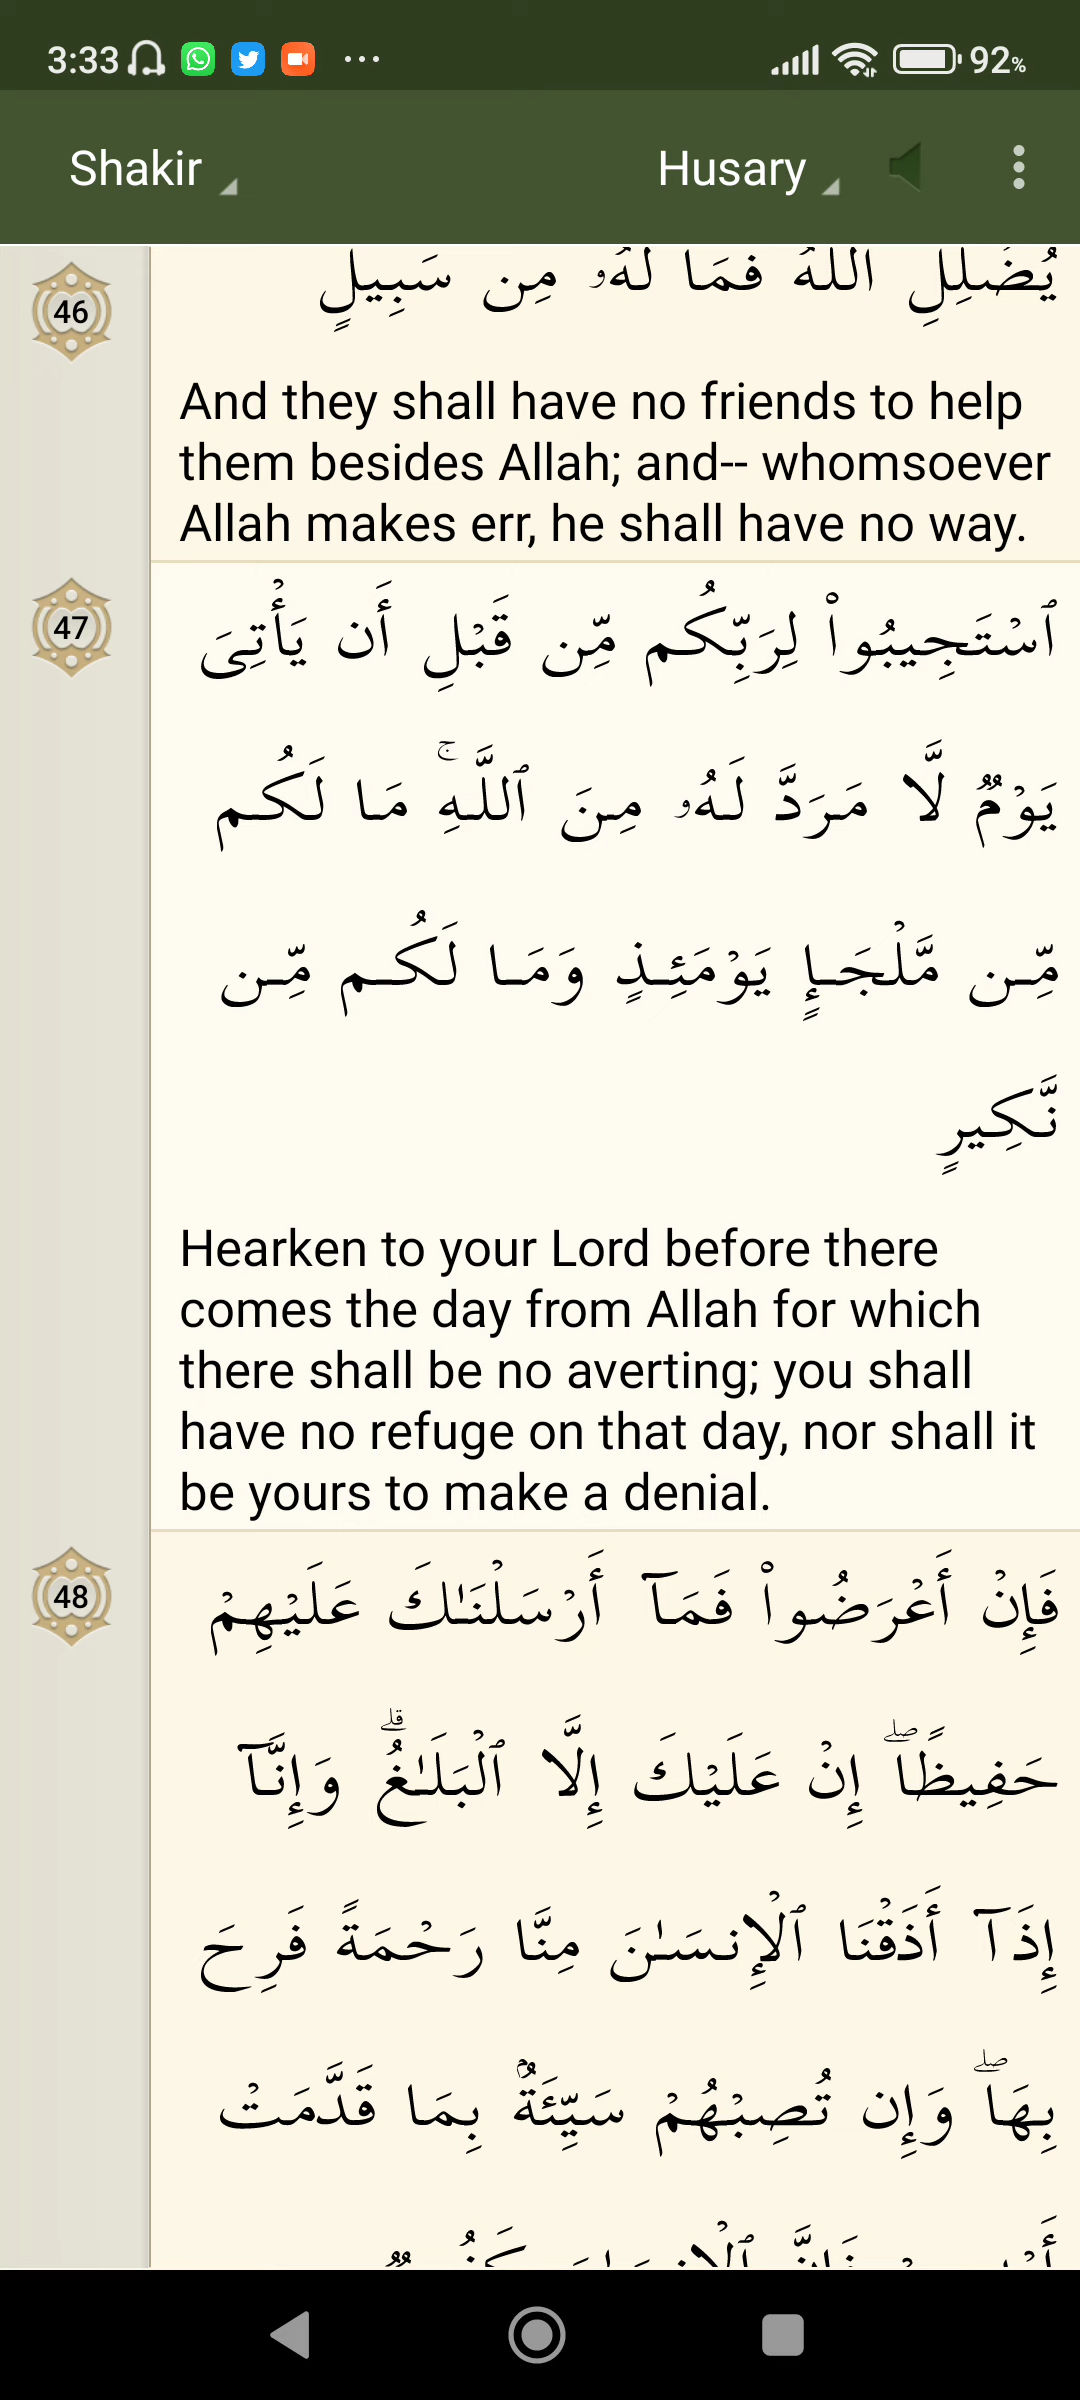 3:33 ... 92%
Shakir Husary
46
يُضْلِلِ ٱللَّهُ فَمَا لَهُۥ مِن سَبِيلٍ
And they shall have no friends to help
them besides Allah; and-- whomsoever
Allah makes err, he shall have no way.
47
ٱسْتَجِيبُوا۟ لِرَبِّكُم مِّن قَبْلِ أَن يَأْتِىَ
يَوْمٌ لَّا مَرَدَّ لَهُۥ مِنَ ٱللَّهِ ۚ مَا لَكُم
مِّن مَّلْجَإٍ يَوْمَئِذٍ وَمَا لَكُم مِّن
نَّكِيرٍ
Hearken to your Lord before there
comes the day from Allah for which
there shall be no averting; you shall
have no refuge on that day, nor shall it
be yours to make a denial.
48
فَإِنْ أَعْرَضُوا۟ فَمَآ أَرْسَلْنَٰكَ عَلَيْهِمْ
حَفِيظًا ۖ إِنْ عَلَيْكَ إِلَّا ٱلْبَلَٰغُ ۗ وَإِنَّآ
إِذَآ أَذَقْنَا ٱلْإِنسَٰنَ مِنَّا رَحْمَةً فَرِحَ
بِهَا ۖ وَإِن تُصِبْهُمْ سَيِّئَةٌۢ بِمَا قَدَّمَتْ